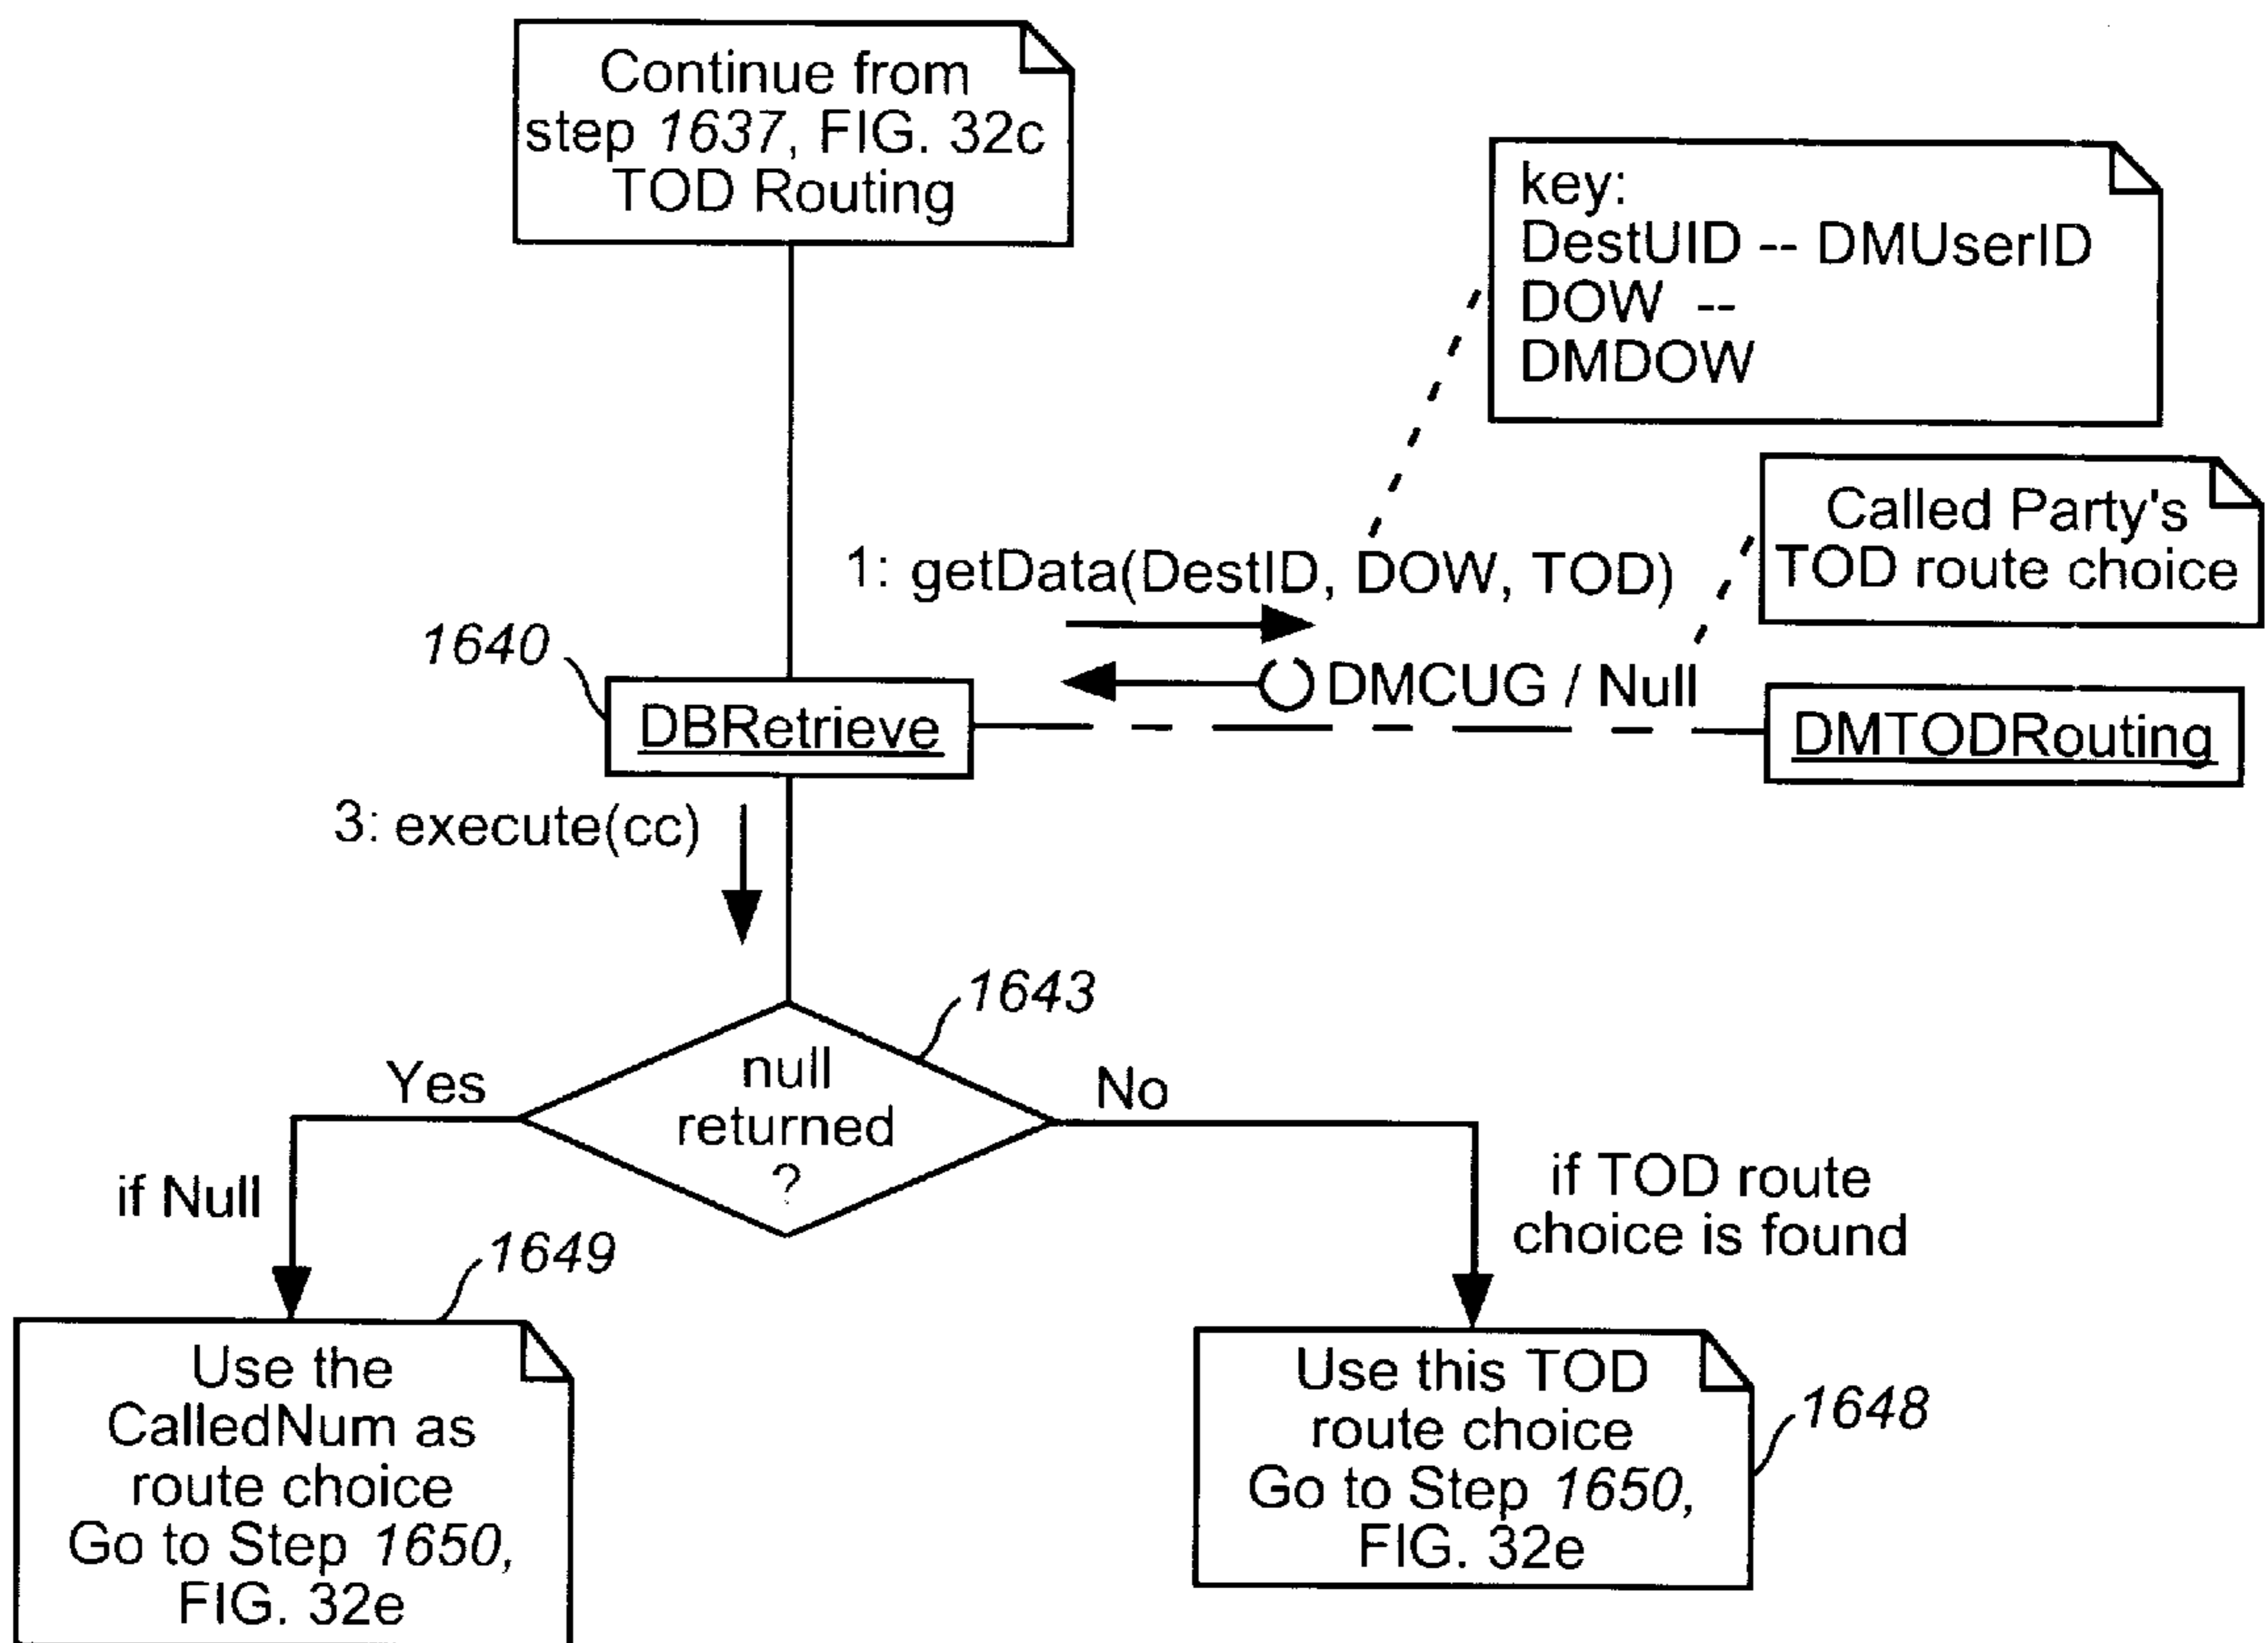 Continue from
step 1637, FIG. 32c
TOD Routing
key:
DestUID -- DMUserID
DOW --
DMDOW
Called Party's
TOD route choice
1: getData(DestID, DOW, TOD)
1640
DMCUG / Null
DBRetrieve
DMTODRouting
3: execute(cc)
1643
null
returned
?
Yes
No
if Null
if TOD route
choice is found
1649
Use the
CalledNum as
route choice
Go to Step 1650,
FIG. 32e
Use this TOD
route choice
Go to Step 1650,
FIG. 32e
1648